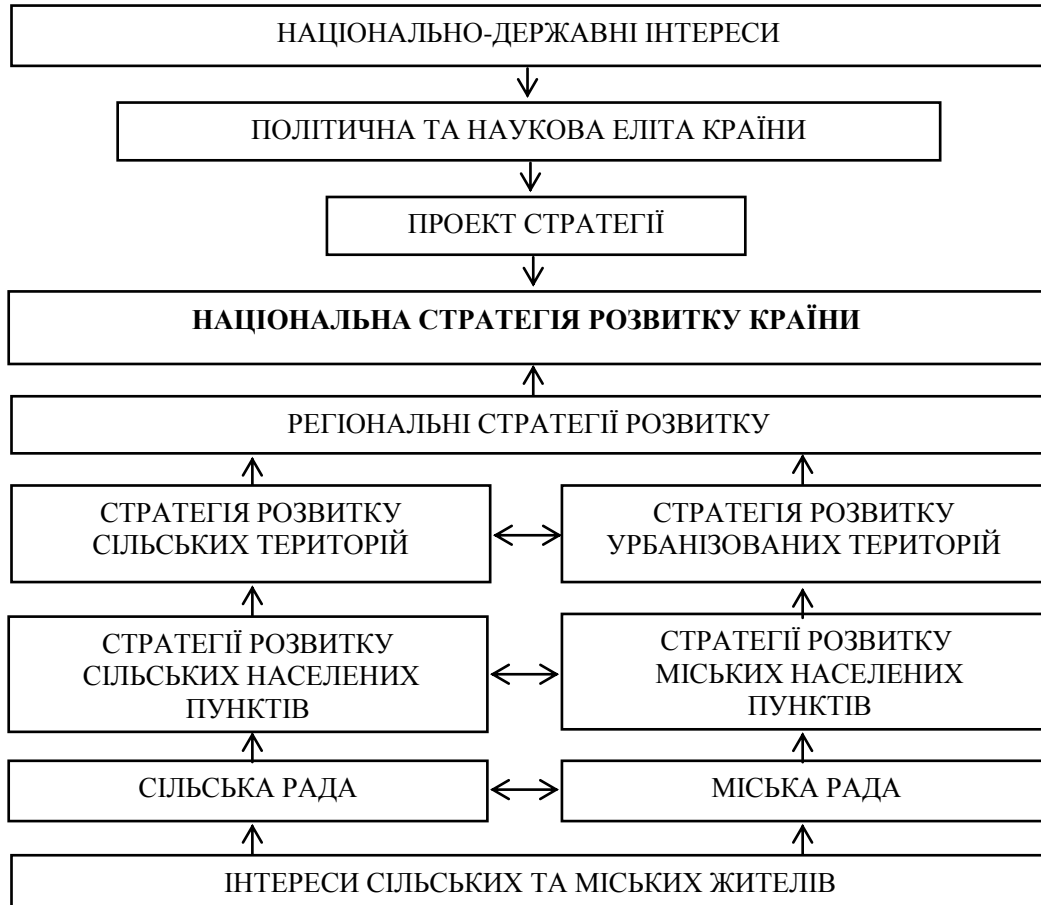 НАЦІОНАЛЬНО-ДЕРЖАВНІ ІНТЕРЕСИ
ПОЛІТИЧНА ТА НАУКОВА ЕЛІТА КРАЇНИ
ПРОЕКТ СТРАТЕГІЇ
НАЦІОНАЛЬНА СТРАТЕГІЯ РОЗВИТКУ КРАЇНИ
РЕГІОНАЛЬНІ СТРАТЕГІЇ РОЗВИТКУ
СТРАТЕГІЯ РОЗВИТКУ
СІЛЬСЬКИХ ТЕРИТОРІЙ
СТРАТЕГІЯ РОЗВИТКУ
УРБАНІЗОВАНИХ ТЕРИТОРІЙ
СТРАТЕГІЇ РОЗВИТКУ
СІЛЬСЬКИХ НАСЕЛЕНИХ
ПУНКТІВ
СТРАТЕГІЇ РОЗВИТКУ
МІСЬКИХ НАСЕЛЕНИХ
ПУНКТІВ
СІЛЬСЬКА РАДА
МІСЬКА РАДА
ІНТЕРЕСИ СІЛЬСЬКИХ ТА МІСЬКИХ ЖИТЕЛІВ